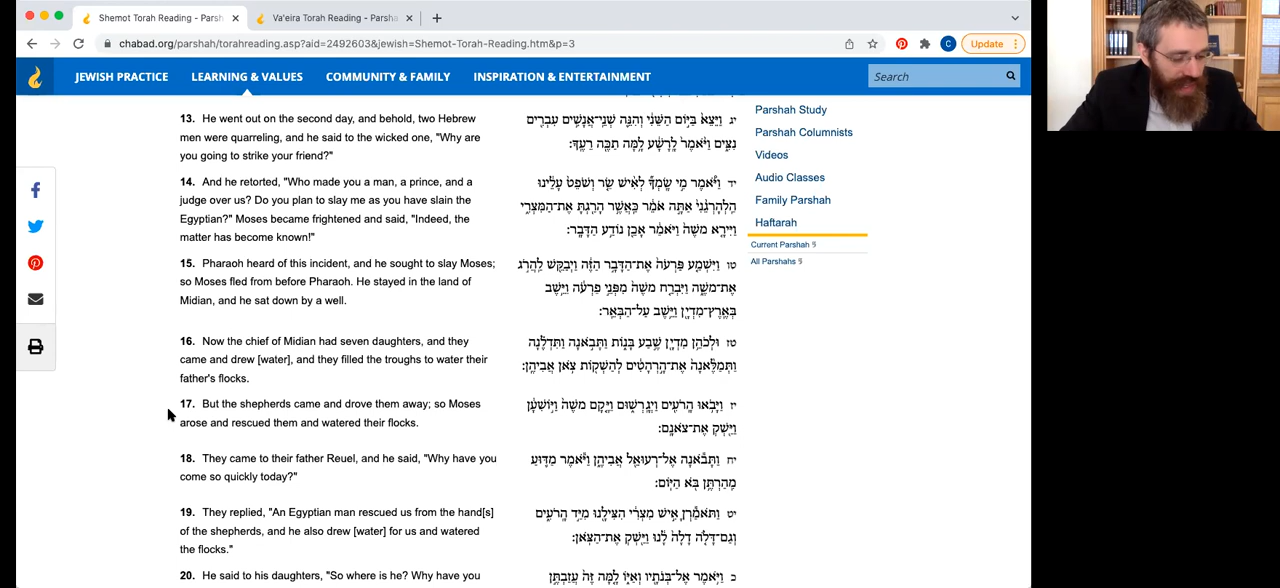 Shemot Torah Reading - Parsh
Va'eira Torah Reading - Parsha
chabad.org/parshah/torahreading.asp?aid=2492603&jewish=Shemot-Torah-Reading.htm&p=3
C
Update
JEWISH PRACTICE
LEARNING & VALUES
COMMUNITY & FAMILY
INSPIRATION & ENTERTAINMENT
Search
13. He went out on the second day, and behold, two Hebrew
men were quarreling, and he said to the wicked one, "Why are
you going to strike your friend?"
יג וַיֵּצֵא֙ בַּיּ֣וֹם הַשֵּׁנִ֔י וְהִנֵּ֛ה שְׁנֵי־אֲנָשִׁ֥ים עִבְרִ֖ים
נִצִּ֑ים וַיֹּ֨אמֶר֙ לָֽרָשָׁ֔ע לָ֥מָּה תַכֶּ֖ה רֵעֶֽךָ:
14. And he retorted, "Who made you a man, a prince, and a
judge over us? Do you plan to slay me as you have slain the
Egyptian?" Moses became frightened and said, "Indeed, the
matter has become known!"
יד וַיֹּ֠אמֶר מִ֣י שָֽׂמְךָ֞ לְאִ֨ישׁ שַׂ֤ר וְשֹׁפֵט֙ עָלֵ֔ינוּ
הַֽלְהָרְגֵ֨נִי֙ אַתָּ֣ה אֹמֵ֔ר כַּֽאֲשֶׁ֥ר הָרַ֖גְתָּ אֶת־הַמִּצְרִ֑י
וַיִּירָ֤א משֶׁה֙ וַיֹּאמַ֔ר אָכֵ֖ן נוֹדַ֥ע הַדָּבָֽר:
15. Pharaoh heard of this incident, and he sought to slay Moses;
so Moses fled from before Pharaoh. He stayed in the land of
Midian, and he sat down by a well.
טו וַיִּשְׁמַ֤ע פַּרְעֹה֙ אֶת־הַדָּבָ֣ר הַזֶּ֔ה וַיְבַקֵּ֖שׁ לַֽהֲרֹ֣ג
אֶת־משֶׁ֑ה וַיִּבְרַ֤ח משֶׁה֙ מִפְּנֵ֣י פַרְעֹ֔ה וַיֵּ֥שֶׁב
בְּאֶֽרֶץ־מִדְיָ֖ן וַיֵּ֥שֶׁב עַל־הַבְּאֵֽר:
16. Now the chief of Midian had seven daughters, and they
came and drew [water], and they filled the troughs to water their
father's flocks.
טז וּלְכֹהֵ֥ן מִדְיָ֖ן שֶׁ֣בַע בָּנ֑וֹת וַתָּבֹ֣אנָה וַתִּדְלֶ֗נָה
וַתְּמַלֶּ֨אנָה֙ אֶת־הָ֣רְהָטִ֔ים לְהַשְׁק֖וֹת צֹ֥אן אֲבִיהֶֽן:
17. But the shepherds came and drove them away; so Moses
arose and rescued them and watered their flocks.
יז וַיָּבֹ֥אוּ הָֽרֹעִ֖ים וַיְגָֽרְשׁ֑וּם וַיָּ֤קָם משֶׁה֙ וַיּ֣וֹשִׁעָ֔ן
וַיַּ֖שְׁקְ אֶת־צֹאנָֽם:
18. They came to their father Reuel, and he said, "Why have you
come so quickly today?"
יח וַתָּבֹ֕אנָה אֶל־רְעוּאֵ֖ל אֲבִיהֶ֑ן וַיֹּ֕אמֶר מַדּ֛וּעַ
מִֽהַרְתֶּ֥ן בֹּ֖א הַיּֽוֹם:
19. They replied, "An Egyptian man rescued us from the hand[s]
of the shepherds, and he also drew [water] for us and watered
the flocks."
יט וַתֹּאמַ֕רְןָ אִ֣ישׁ מִצְרִ֔י הִצִּילָ֖נוּ מִיַּ֣ד הָֽרֹעִ֑ים
וְגַם־דָּלֹ֤ה דָלָה֙ לָ֔נוּ וַיַּ֖שְׁקְ אֶת־הַצֹּֽאן:
20. He said to his daughters, "So where is he? Why have you
כ וַיֹּ֥אמֶר אֶל־בְּנֹתָ֖יו וְאַיּ֑וֹ לָ֤מָּה זֶּה֙ עֲזַבְתֶּ֣ן
Parshah Study
Parshah Columnists
Videos
Audio Classes
Family Parshah
Haftarah
Current Parshah
All Parshahs